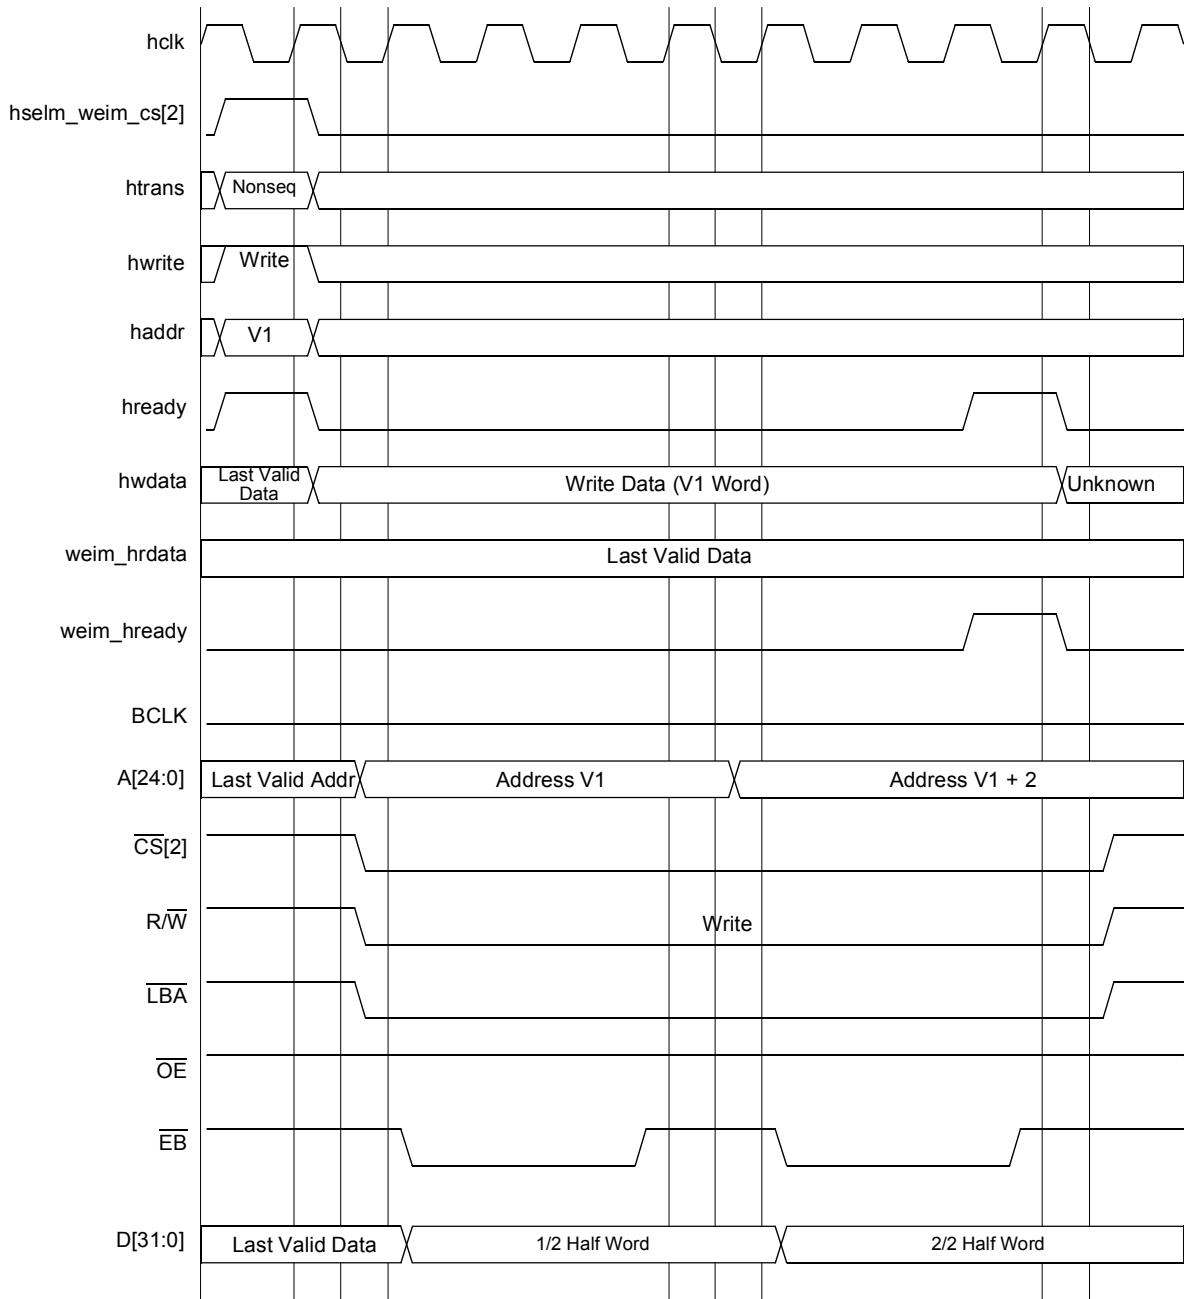 hclk
hselm_weim_cs[2]
htrans Nonseq
hwrite Write
haddr V1
hready
hwdata Last Valid Data Write Data (V1 Word) Unknown
weim_hrdata Last Valid Data
weim_hready
BCLK
A[24:0] Last Valid Addr Address V1 Address V1 + 2
CS[2]
R/W Write
LBA
OE
EB
D[31:0] Last Valid Data 1/2 Half Word 2/2 Half Word